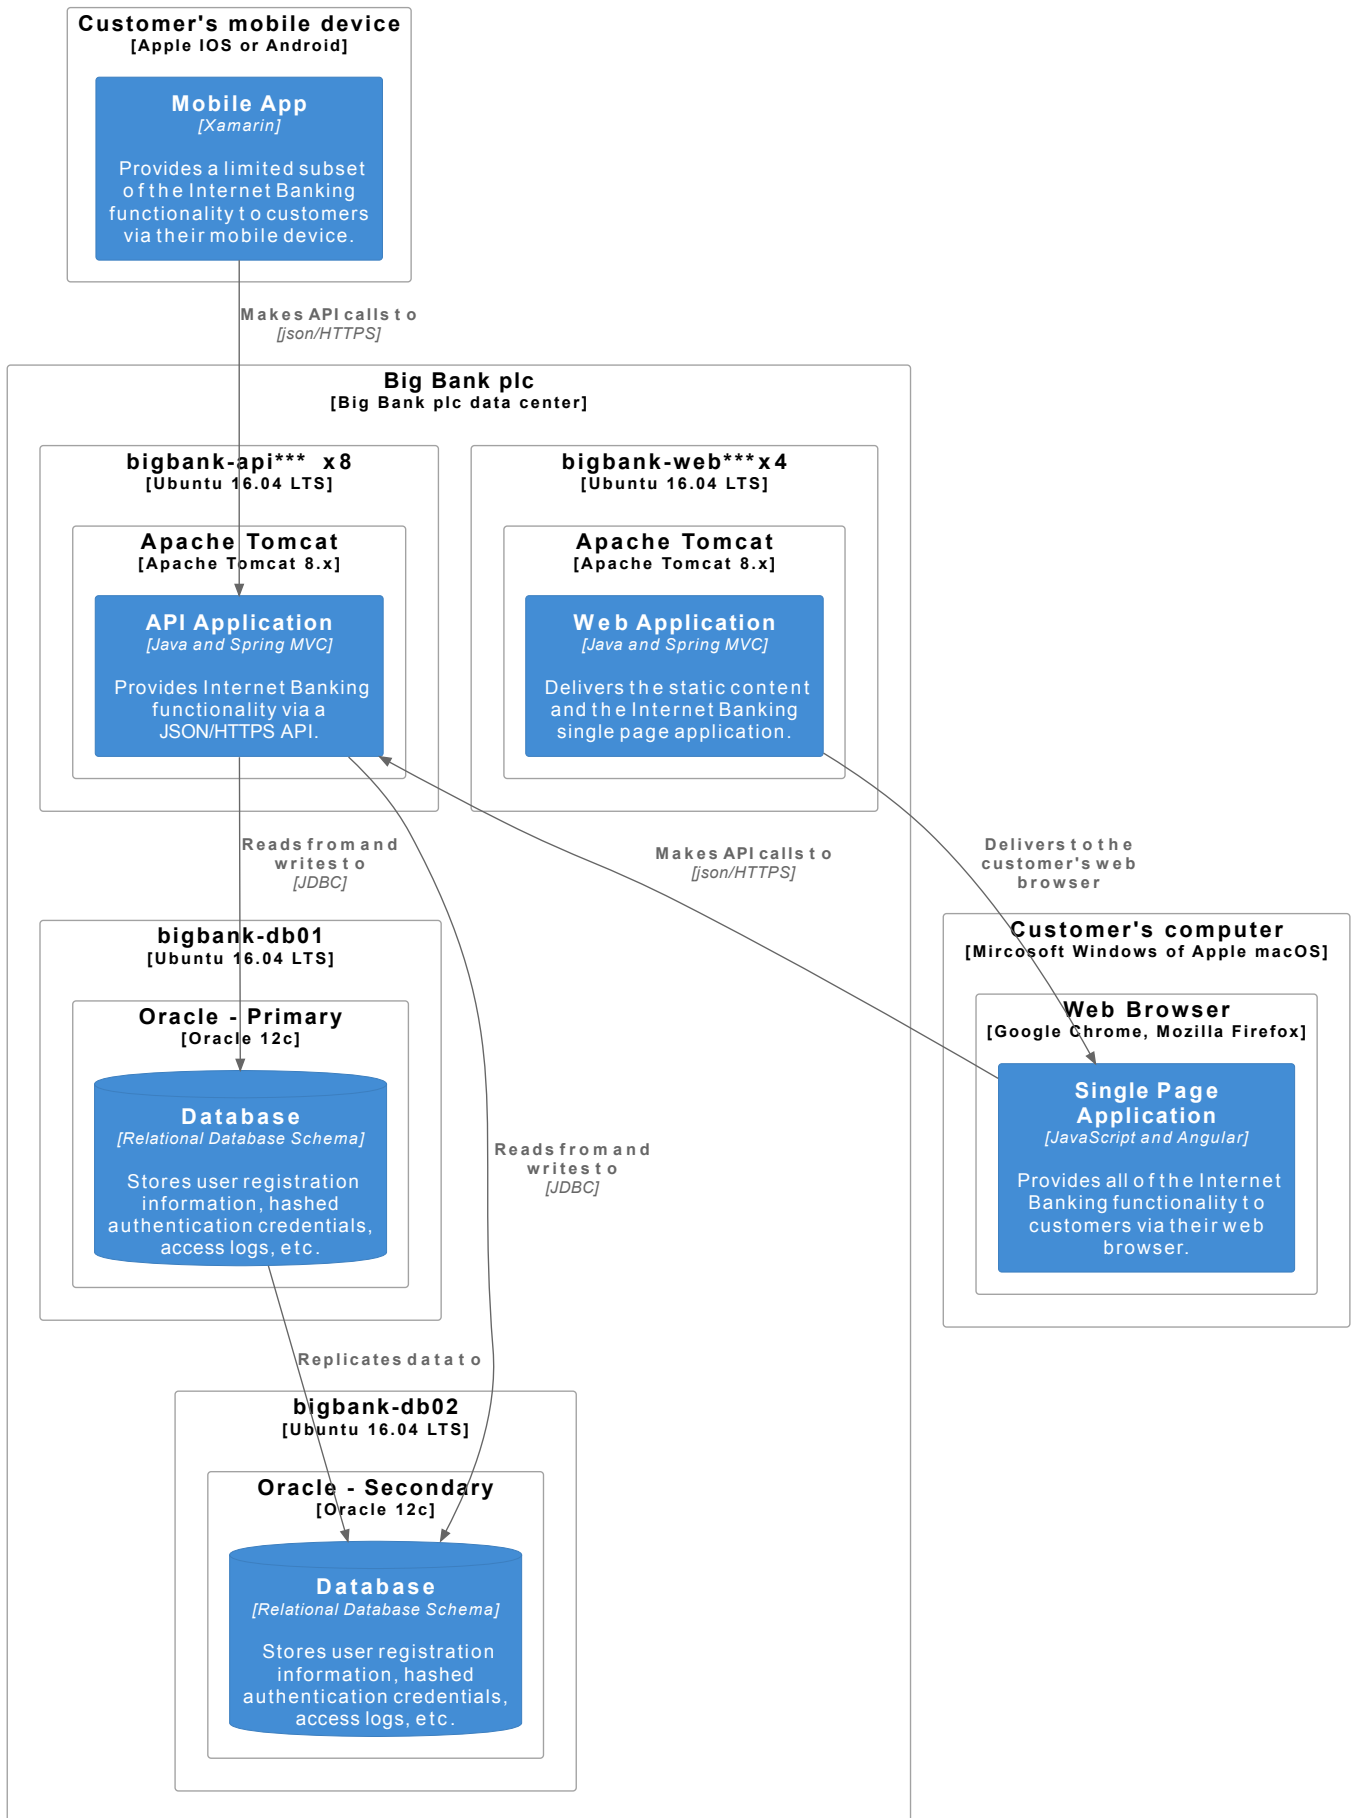 Customer's mobile device
[Apple IOS or Android]
Mobile App
[Xamarin]
Provides a limited subset
of the Internet Banking
functionality to customers
via their mobile device.
Makes API calls to
[json/HTTPS]
Big Bank plc
[Big Bank plc data center]
bigbank-api*** x8
[Ubuntu 16.04 LTS]
Apache Tomcat
[Apache Tomcat 8.x]
API Application
[Java and Spring MVC]
Provides Internet Banking
functionality via a
JSON/HTTPS API.
bigbank-web***x4
[Ubuntu 16.04 LTS]
Apache Tomcat
[Apache Tomcat 8.x]
Web Application
[Java and Spring MVC]
Delivers the static content
and the Internet Banking
single page application.
Reads from and
writes to
[JDBC]
Makes API calls to
[json/HTTPS]
Delivers to the
customer's web
browser
bigbank-db01
[Ubuntu 16.04 LTS]
Oracle - Primary
[Oracle 12c]
Database
[Relational Database Schema]
Stores user registration
information, hashed
authentication credentials,
access logs, etc.
Reads from and
writes to
[JDBC]
Customer's computer
[Mircosoft Windows of Apple macOS]
Web Browser
[Google Chrome, Mozilla Firefox]
Single Page
Application
[JavaScript and Angular]
Provides all of the Internet
Banking functionality to
customers via their web
browser.
Replicates data to
bigbank-db02
[Ubuntu 16.04 LTS]
Oracle - Secondary
[Oracle 12c]
Database
[Relational Database Schema]
Stores user registration
information, hashed
authentication credentials,
access logs, etc.